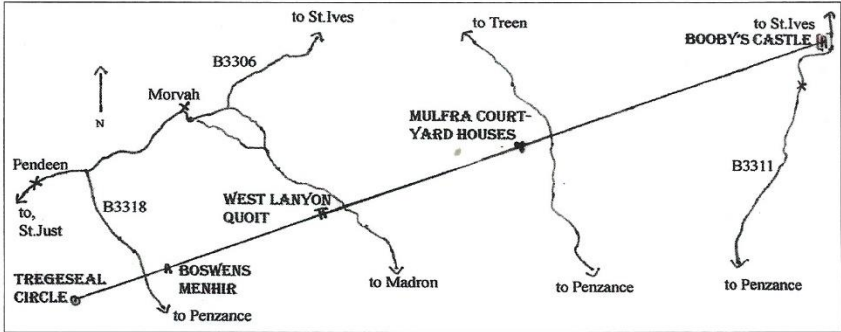 to St.Ives
to Treen
to St.Ives
BOOBY'S CASTLE
B3306
Morvah
N
MULFRA COURT-
YARD HOUSES
Pendeen
B3311
to,
St.Just
B3318
WEST LANYON
QUOIT
BOSWENS
MENHIR
TREGESEAL
CIRCLE
to Madron
to Penzance
to Penzance
to Penzance